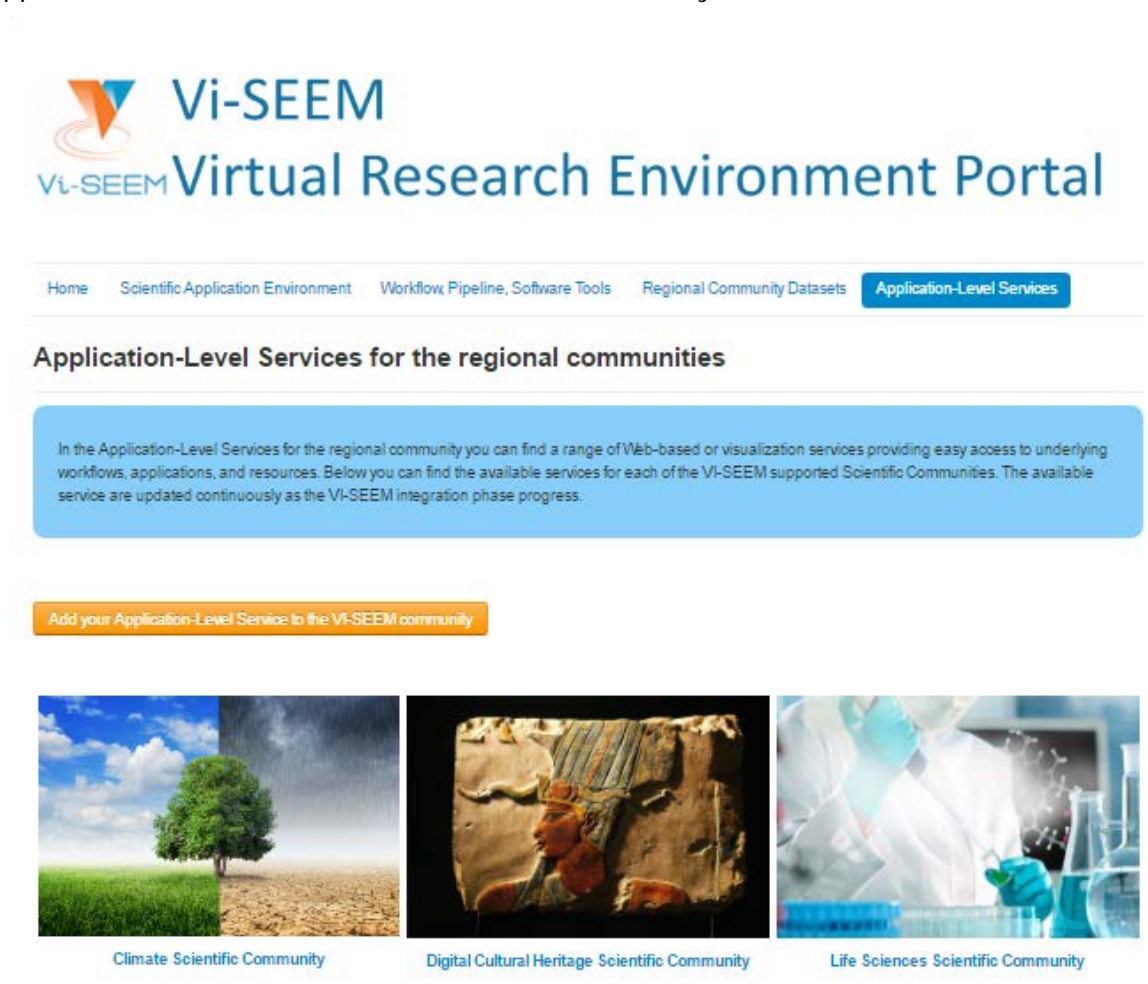 Vi-SEEM
Vi-SEEM
Virtual Research Environment Portal
Home Scientific Application Environment Workflow, Pipeline, Software Tools Regional Community Datasets Application-Level Services
Application-Level Services for the regional communities
In the Application-Level Services for the regional community you can find a range of Web-based or visualization services providing easy access to underlying
workflows, applications, and resources. Below you can find the available services for each of the VI-SEEM supported Scientific Communities. The available
service are updated continuously as the VI-SEEM integration phase progress.
Add your Application-Level Service to the VI-SEEM community
Climate Scientific Community Digital Cultural Heritage Scientific Community Life Sciences Scientific Community